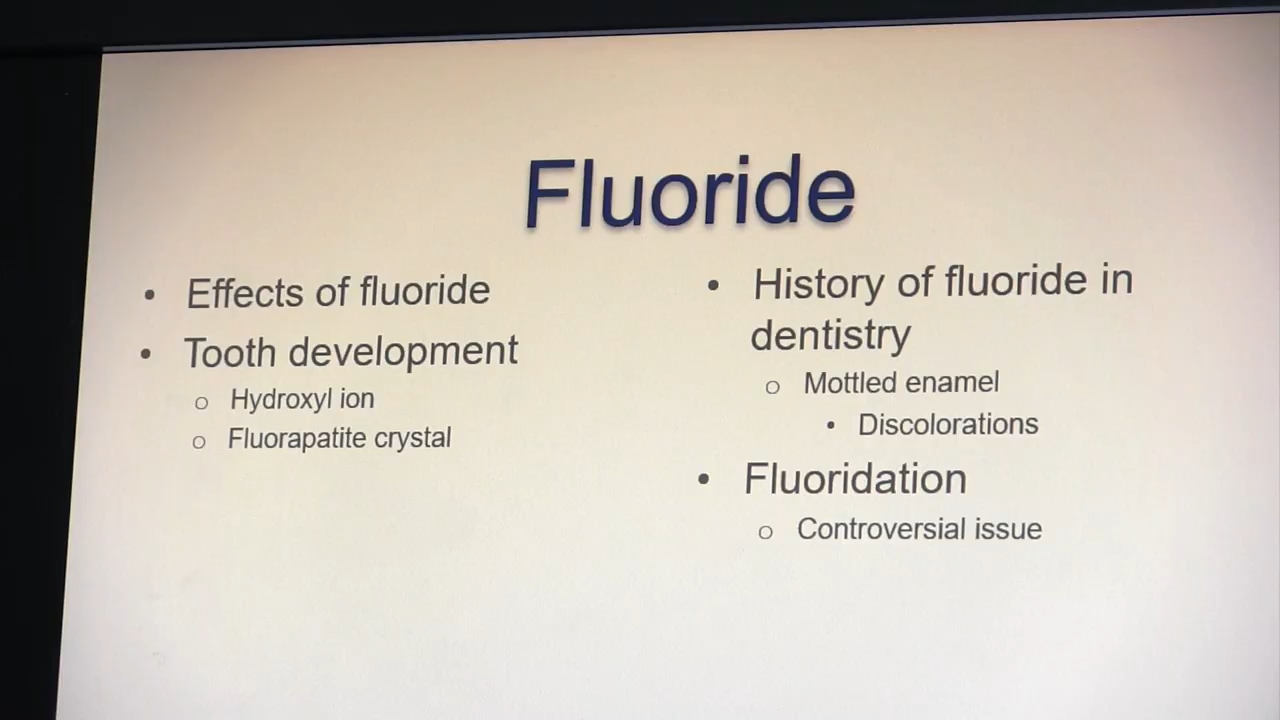 Fluoride
• Effects of fluoride
• Tooth development
o Hydroxyl ion
o Fluorapatite crystal
• History of fluoride in
dentistry
o Mottled enamel
• Discolorations
• Fluoridation
o Controversial issue